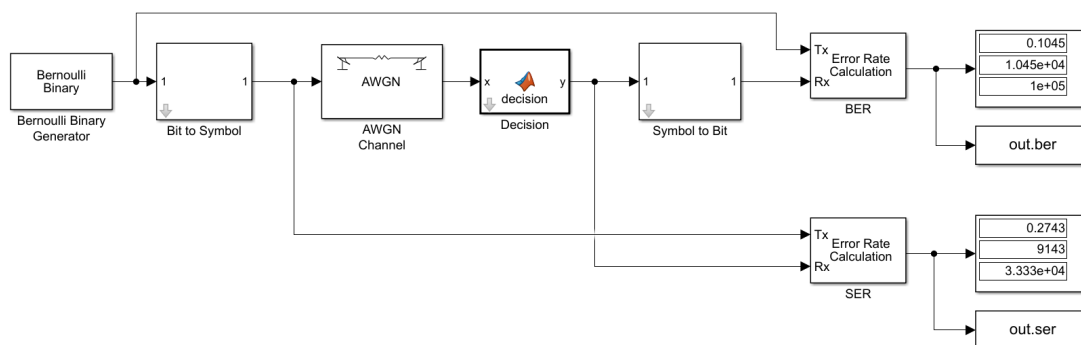 Bernoulli
Binary
Bernoulli Binary
Generator
1
1
Bit to Symbol
AWGN
AWGN
Channel
x
y
decision
Decision
1
1
Symbol to Bit
Tx
Rx
Error Rate
Calculation
BER
0.1045
1.045e+04
1e+05
out.ber
Tx
Rx
Error Rate
Calculation
SER
0.2743
9143
3.333e+04
out.ser